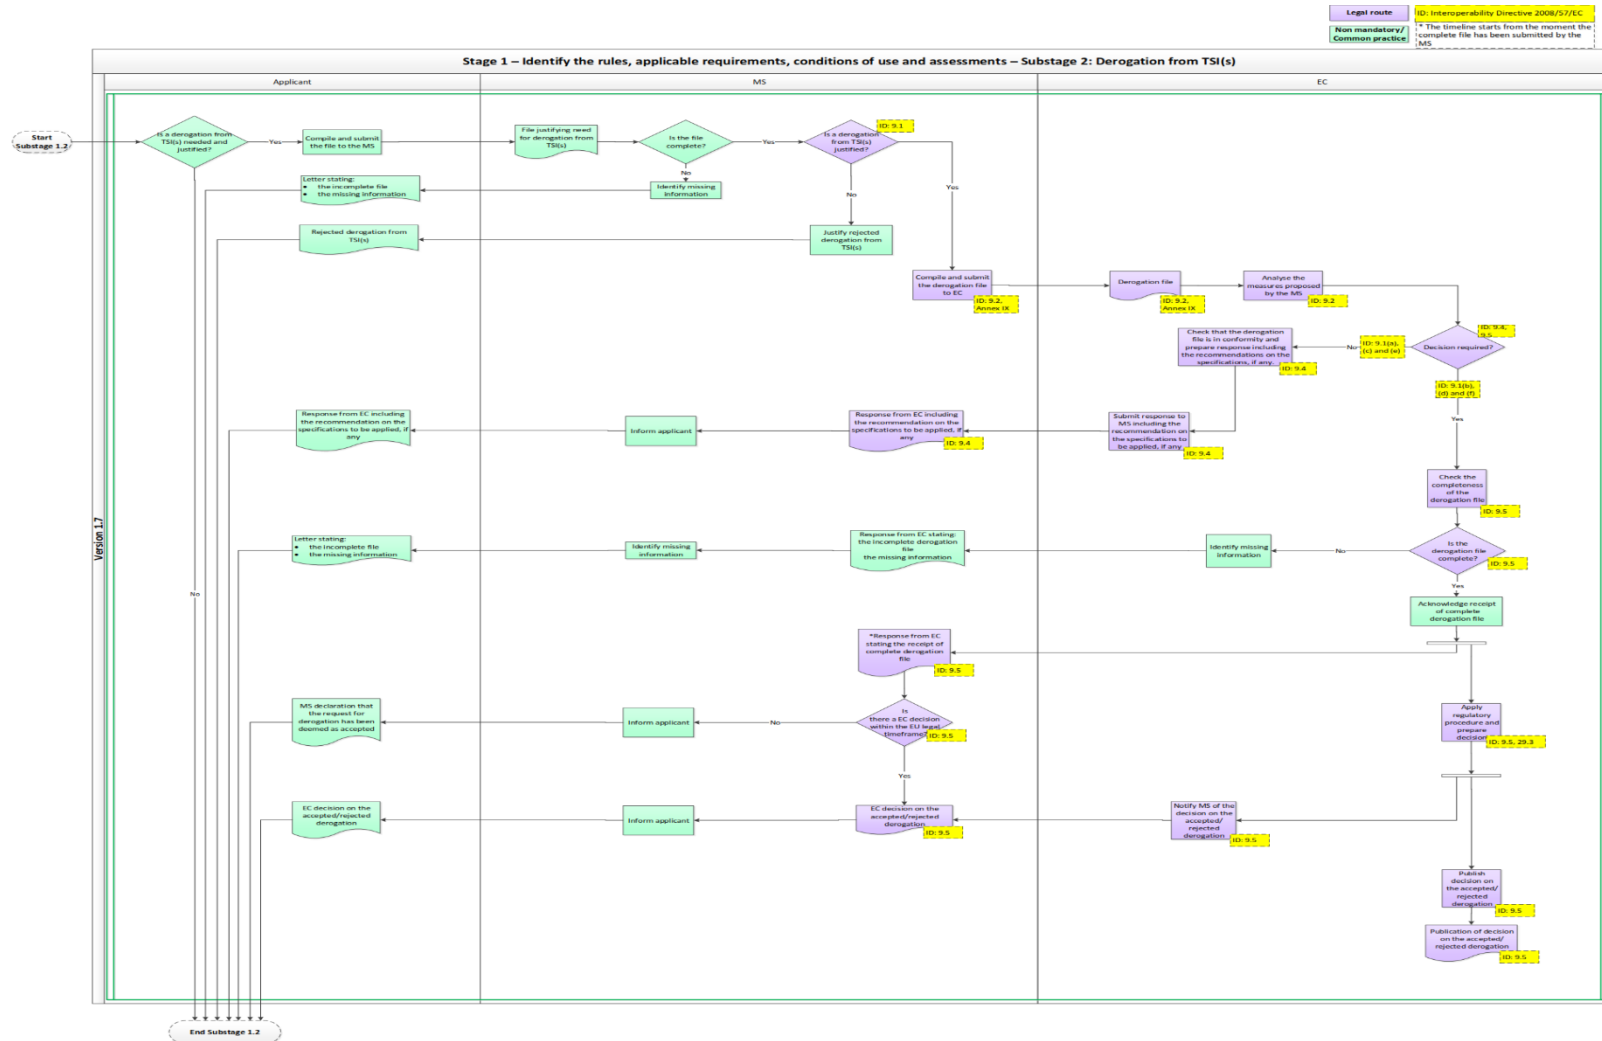 Legal route
ID: Interoperability Directive 2008/57/EC
Non mandatory/
Common practice
* The timeline starts from the moment the
complete file has been submitted by the
MS
Stage 1 – Identify the rules, applicable requirements, conditions of use and assessments – Substage 2: Derogation from TSI(s)
Applicant
MS
EC
Version 1.7
Start
Substage 1.2
Is a derogation from
TSI(s) needed and
justified?
Yes
Compile and submit
the file to the MS
File justifying need
for derogation from
TSI(s)
Is the file
complete?
Yes
Is a derogation
from TSI(s)
justified?
ID: 9.1
No
Yes
Letter stating:
• the incomplete file
• the missing information
Identify missing
information
No
Rejected derogation from
TSI(s)
Justify rejected
derogation from
TSI(s)
Compile and submit
the derogation file
to EC
ID: 9.2,
Annex IX
Derogation file
ID: 9.2,
Annex IX
Analyse the
measures proposed
by the MS
ID: 9.2
Check that the derogation
file is in conformity and
prepare response including
the recommendations on the
specifications, if any
ID: 9.4
No
ID: 9.1(a),
(c) and (e)
Decision required?
ID: 9.4,
9.5
ID: 9.1(b),
(d) and (f)
Yes
Response from EC including
the recommendation on the
specifications to be applied, if
any
Inform applicant
Response from EC including
the recommendation on the
specifications to be applied, if
any
ID: 9.4
Submit response to
MS including the
recommendation on
the specifications to
be applied, if any
ID: 9.4
Check the
completeness
of the
derogation file
ID: 9.5
Letter stating:
• the incomplete file
• the missing information
Identify missing
information
Response from EC stating:
the incomplete derogation
file
the missing information
Identify missing
information
No
Is the
derogation file
complete?
ID: 9.5
Yes
No
Acknowledge receipt
of complete
derogation file
*Response from EC
stating the receipt of
complete derogation
file
ID: 9.5
MS declaration that
the request for
derogation has been
deemed as accepted
Inform applicant
No
Is
there a EC decision
within the EU legal
timeframe?
ID: 9.5
Apply
regulatory
procedure and
prepare
decision
ID: 9.5, 29.3
Yes
EC decision on the
accepted/rejected
derogation
Inform applicant
EC decision on the
accepted/rejected
derogation
ID: 9.5
Notify MS of the
decision on the
accepted/
rejected
derogation
ID: 9.5
Publish
decision on
the accepted/
rejected
derogation
ID: 9.5
Publication of decision
on the accepted/
rejected derogation
ID: 9.5
End Substage 1.2